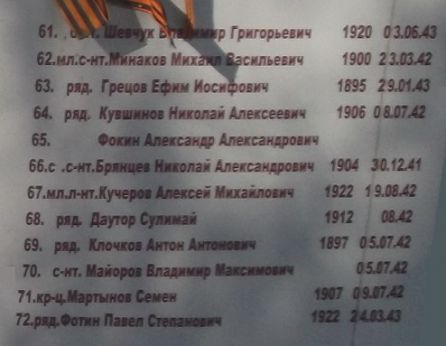 61. Шевчук Владимир Григорьевич 1920 03.06.43
62.мл.с-нт.Минаков Михаил Васильевич 1900 23.03.42
63. ряд. Грецов Ефим Иосифович 1895 29.01.43
64. ряд. Кувшинов Николай Алексеевич 1906 08.07.42
65. Фокин Александр Александрович
66.с .с-нт.Брянцев Николай Александрович 1904 30.12.41
67.мл.л-нт.Кучеров Алексей Михайлович 1922 19.08.42
68. ряд. Даутор Сулимай 1912 08.42
69. ряд. Клочков Антон Антонович 1897 05.07.42
70. с-нт. Майоров Владимир Максимович 05.07.42
71.кр-ц.Мартынов Семен 1907 09.07.42
72.ряд.Фотин Павел Степанович 1922 24.03.43